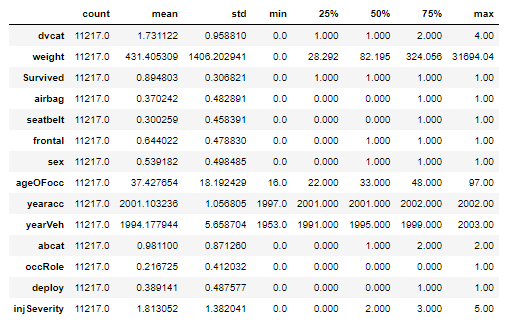 count mean std min 25% 50% 75% max
dvcat 11217.0 1.731122 0.958810 0.0 1.000 1.000 2.000 4.00
weight 11217.0 431.405309 1406.202941 0.0 28.292 82.195 324.056 31694.04
Survived 11217.0 0.894803 0.306821 0.0 1.000 1.000 1.000 1.00
airbag 11217.0 0.370242 0.482891 0.0 0.000 0.000 1.000 1.00
seatbelt 11217.0 0.300259 0.458391 0.0 0.000 0.000 1.000 1.00
frontal 11217.0 0.644022 0.478830 0.0 0.000 1.000 1.000 1.00
sex 11217.0 0.539182 0.498485 0.0 0.000 1.000 1.000 1.00
ageOFocc 11217.0 37.427654 18.192429 16.0 22.000 33.000 48.000 97.00
yearacc 11217.0 2001.103236 1.056805 1997.0 2001.000 2001.000 2002.000 2002.00
yearVeh 11217.0 1994.177944 5.658704 1953.0 1991.000 1995.000 1999.000 2003.00
abcat 11217.0 0.981100 0.871260 0.0 0.000 1.000 2.000 2.00
occRole 11217.0 0.216725 0.412032 0.0 0.000 0.000 0.000 1.00
deploy 11217.0 0.389141 0.487577 0.0 0.000 0.000 1.000 1.00
injSeverity 11217.0 1.813052 1.382041 0.0 0.000 2.000 3.000 5.00